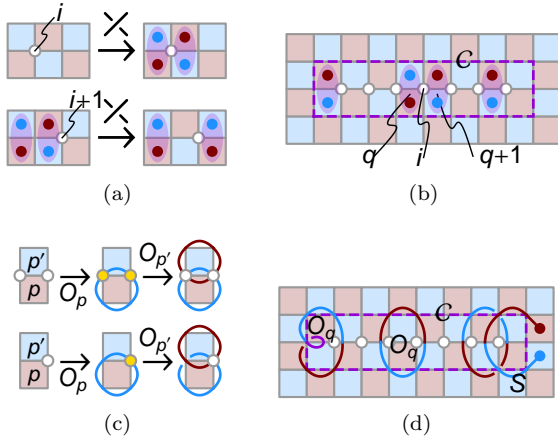 i
i+1
(a)
C
q
i
q+1
(b)
p′
p
O_p
O_p′
p′
p
O_p
O_p′
(c)
C
O_q
O_q
S
(d)